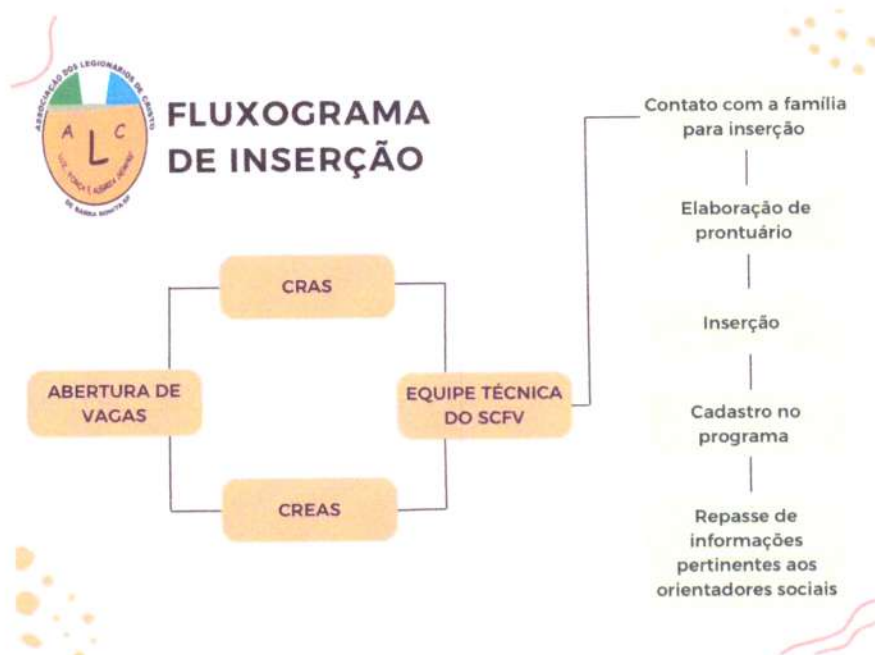 ASSOCIAÇÃO DOS LEGIONÁRIOS DE CRISTO
A L C
DE BARRA BONITA-SP
FLUXOGRAMA
DE INSERÇÃO
ABERTURA DE
VAGAS
CRAS
CREAS
EQUIPE TÉCNICA
DO SCFV
Contato com a família
para inserção
Elaboração de
prontuário
Inserção
Cadastro no
programa
Repasse de
informações
pertinentes aos
orientadores sociais